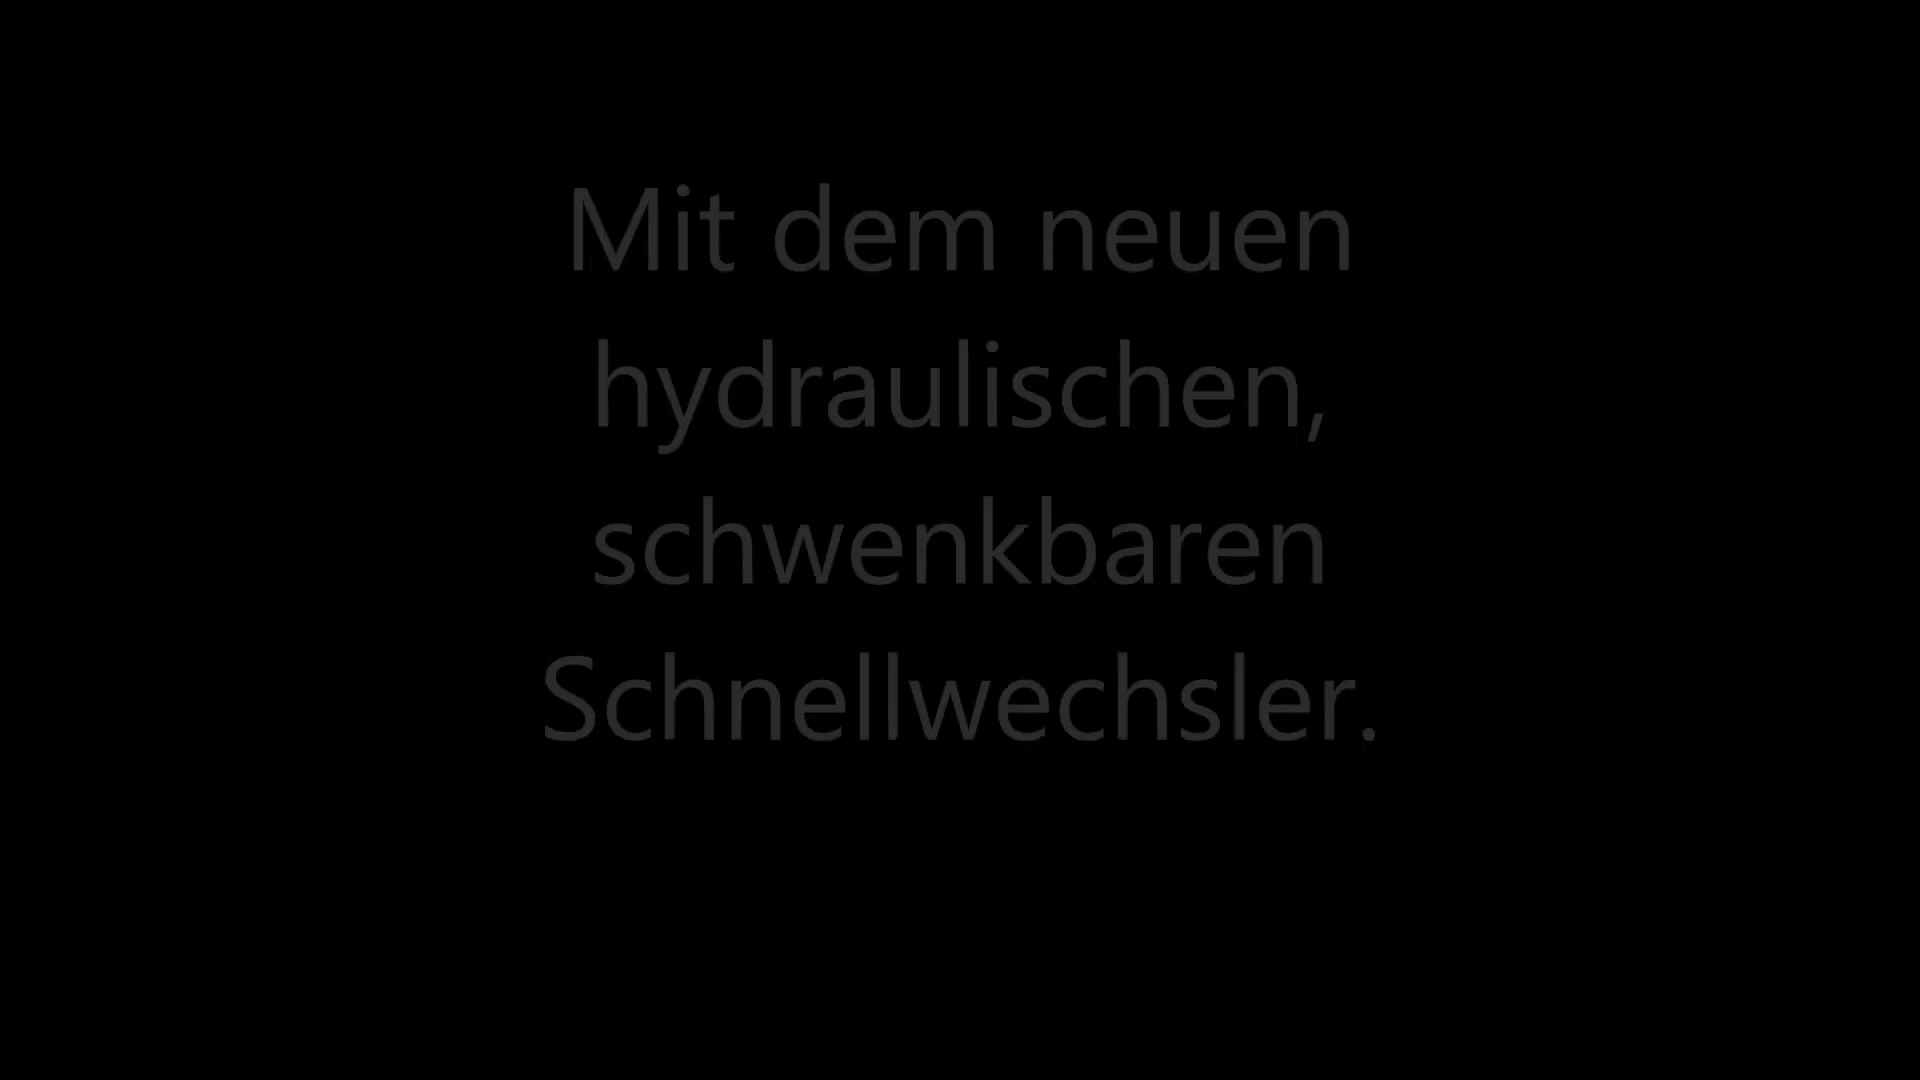 Mit dem neuen
hydraulischen,
schwenkbaren
Schnellwechsler.